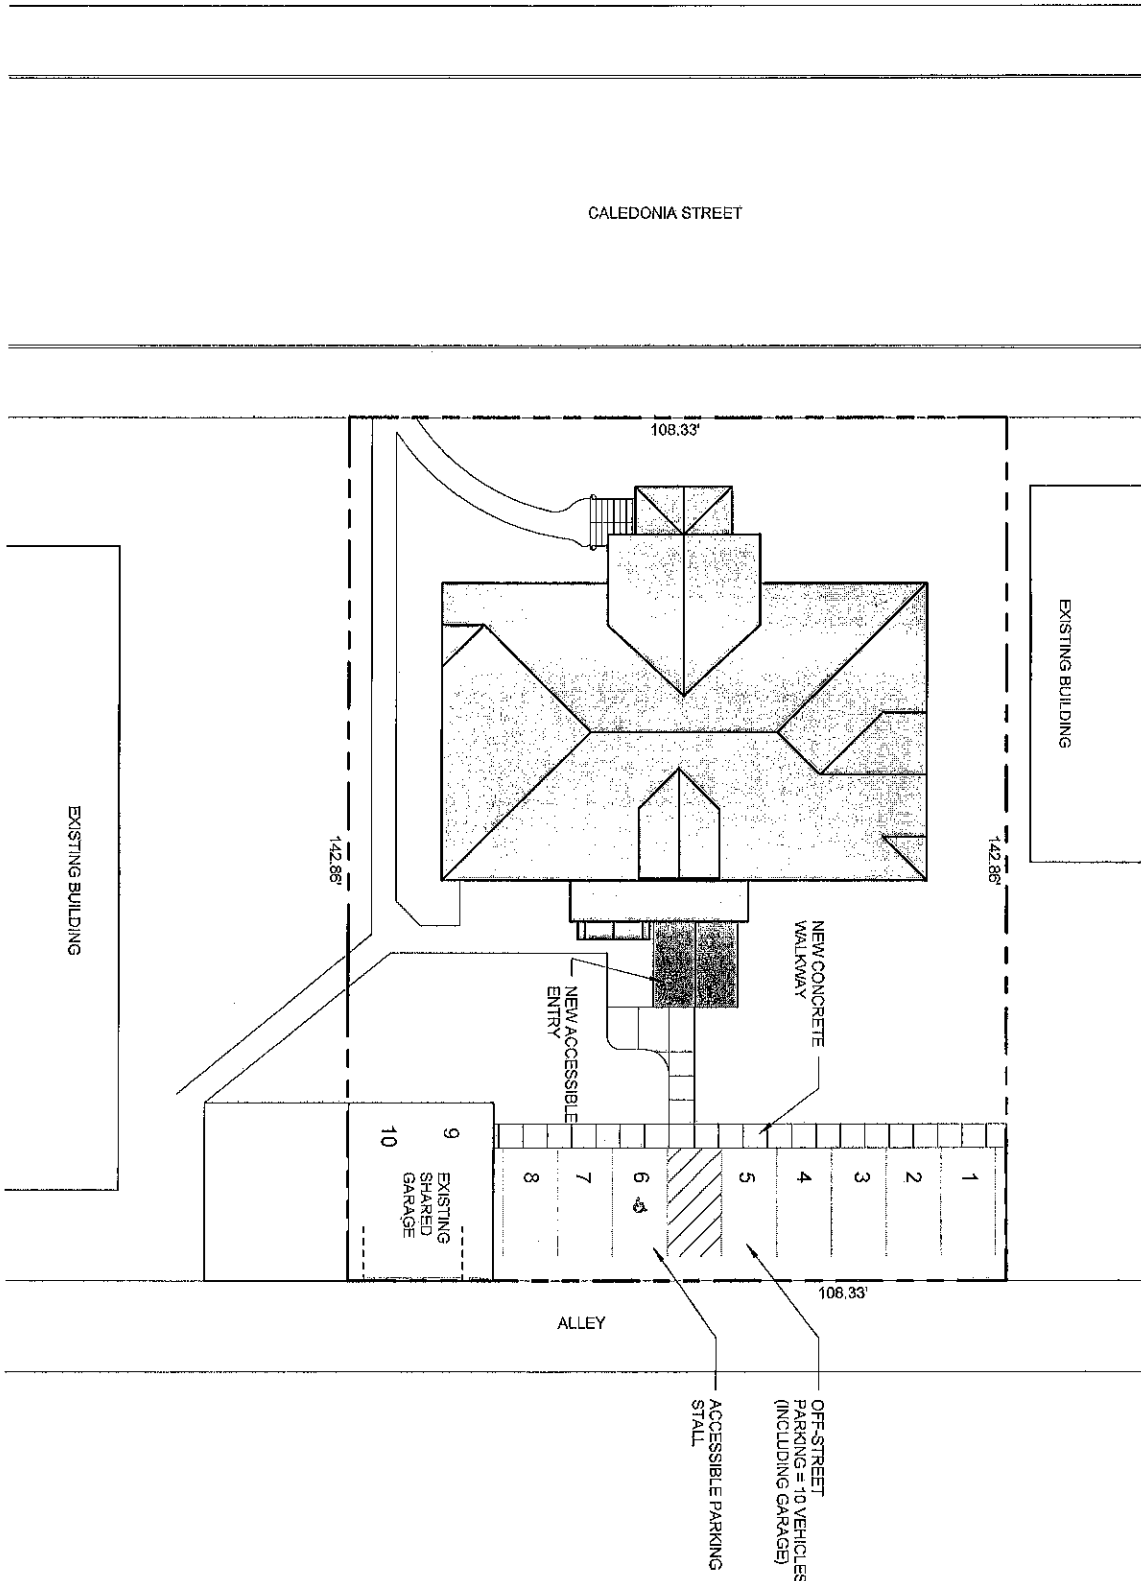 CALEDONIA STREET
108.33'
EXISTING BUILDING
EXISTING BUILDING
142.86'
142.86'
NEW CONCRETE
WALKWAY
NEW ACCESSIBLE
ENTRY
10
9
EXISTING
SHARED
GARAGE
8
7
6
5
4
3
2
1
108.33'
ALLEY
ACCESSIBLE PARKING
STALL
OFF-STREET
PARKING = 10 VEHICLES
(INCLUDING GARAGE)